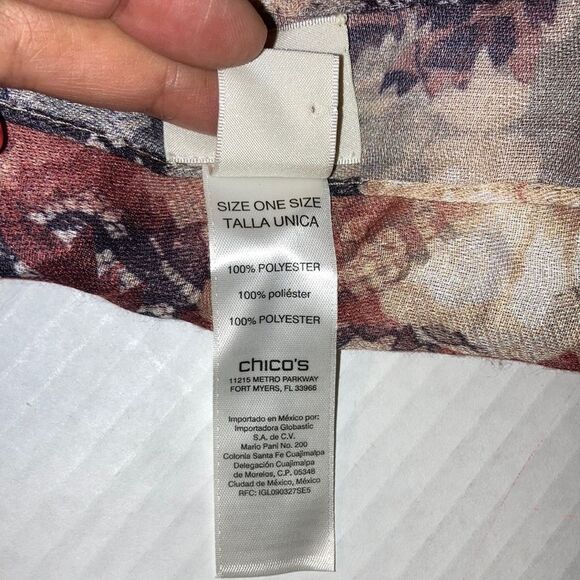 SIZE ONE SIZE
TALLA UNICA
100% POLYESTER
100% poliéster
100% POLYESTER
chico's
11215 METRO PARKWAY
FORT MYERS, FL 33966
Importado en México por:
Importadora Globastic
S.A. de C.V.
Mario Pani No. 200
Colonia Santa Fe Cuajimalpa
Delegación Cuajimalpa
de Morelos, C.P. 05348
Ciudad de México, México
RFC: IGL090327SE5